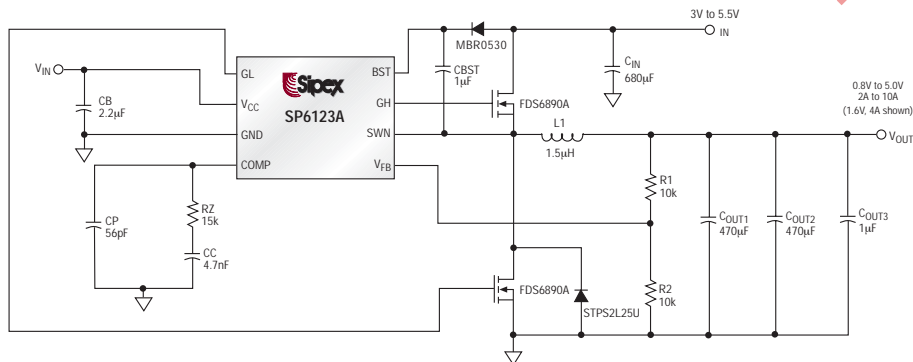 3V to 5.5V
IN
MBR0530
V_IN
GL
Sipex
SP6123A
BST
CBST
1µF
C_IN
680µF
0.8V to 5.0V
2A to 10A
(1.6V, 4A shown)
V_CC
GH
FDS6890A
CB
2.2µF
L1
GND
SWN
V_OUT
1.5µH
COMP
V_FB
R1
10k
CP
56pF
RZ
15k
C_OUT1
470µF
C_OUT2
470µF
C_OUT3
1µF
CC
4.7nF
FDS6890A
STPS2L25U
R2
10k